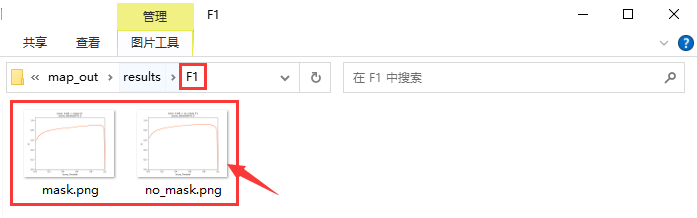 管理 F1
共享 查看 图片工具
map_out results F1 在 F1 中搜索
mask.png no_mask.png